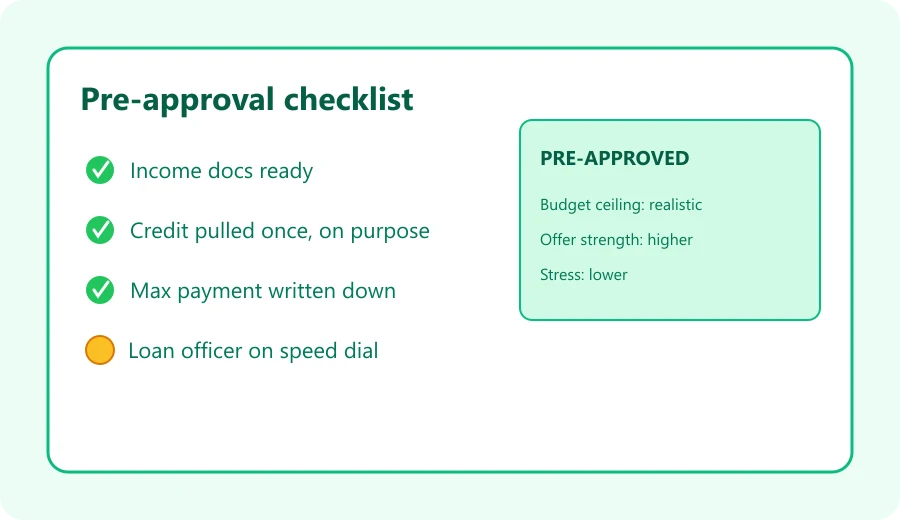 Pre-approval checklist
Income docs ready
Credit pulled once, on purpose
Max payment written down
Loan officer on speed dial
PRE-APPROVED
Budget ceiling: realistic
Offer strength: higher
Stress: lower